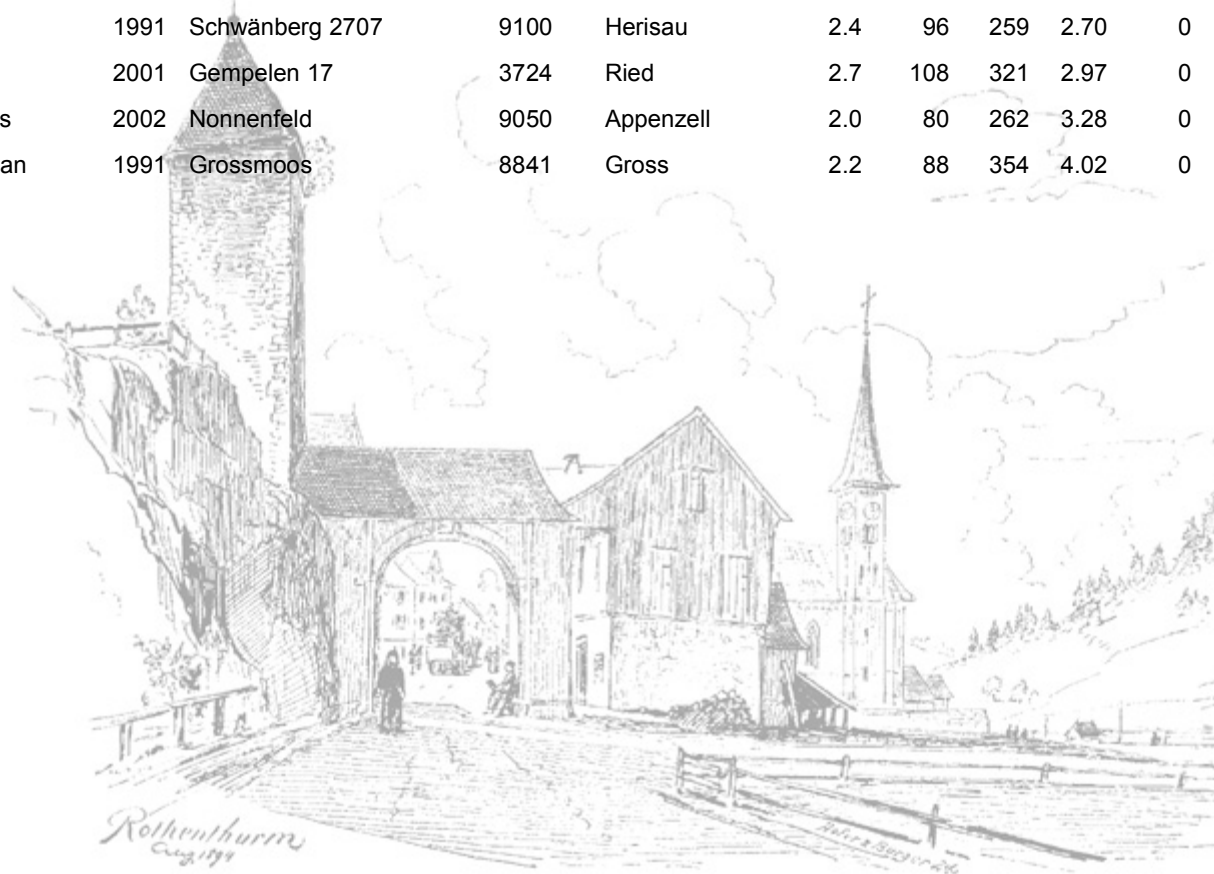 1991 Schwänberg 2707 9100 Herisau 2.4 96 259 2.70 0
2001 Gempelen 17 3724 Ried 2.7 108 321 2.97 0
s 2002 Nonnenfeld 9050 Appenzell 2.0 80 262 3.28 0
an 1991 Grossmoos 8841 Gross 2.2 88 354 4.02 0
Rothenthurm
1894